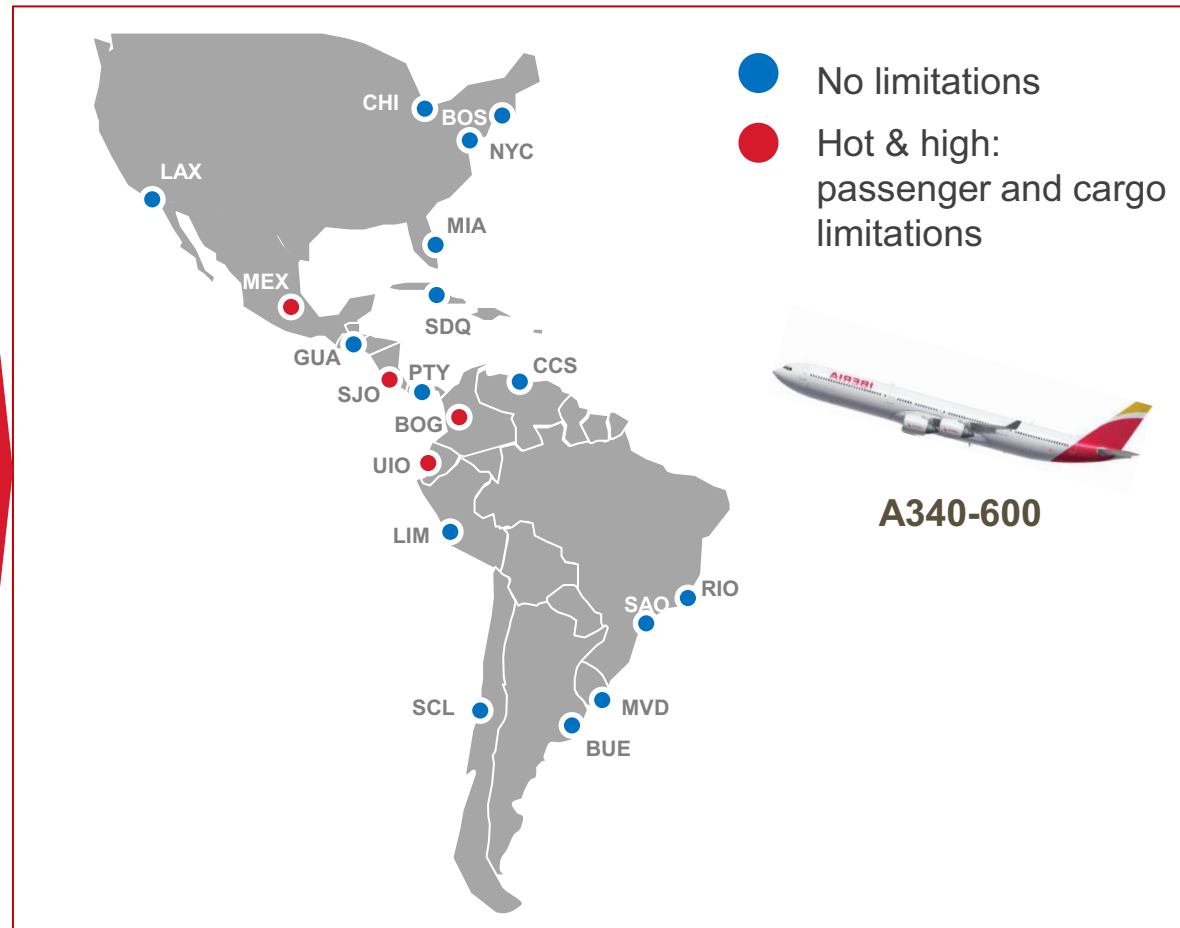 No limitations
Hot & high:
passenger and cargo
limitations
CHI
BOS
NYC
LAX
MIA
MEX
SDQ
GUA
PTY
CCS
SJO
BOG
UIO
LIM
RIO
SAO
SCL
MVD
BUE
IBERIA
A340-600